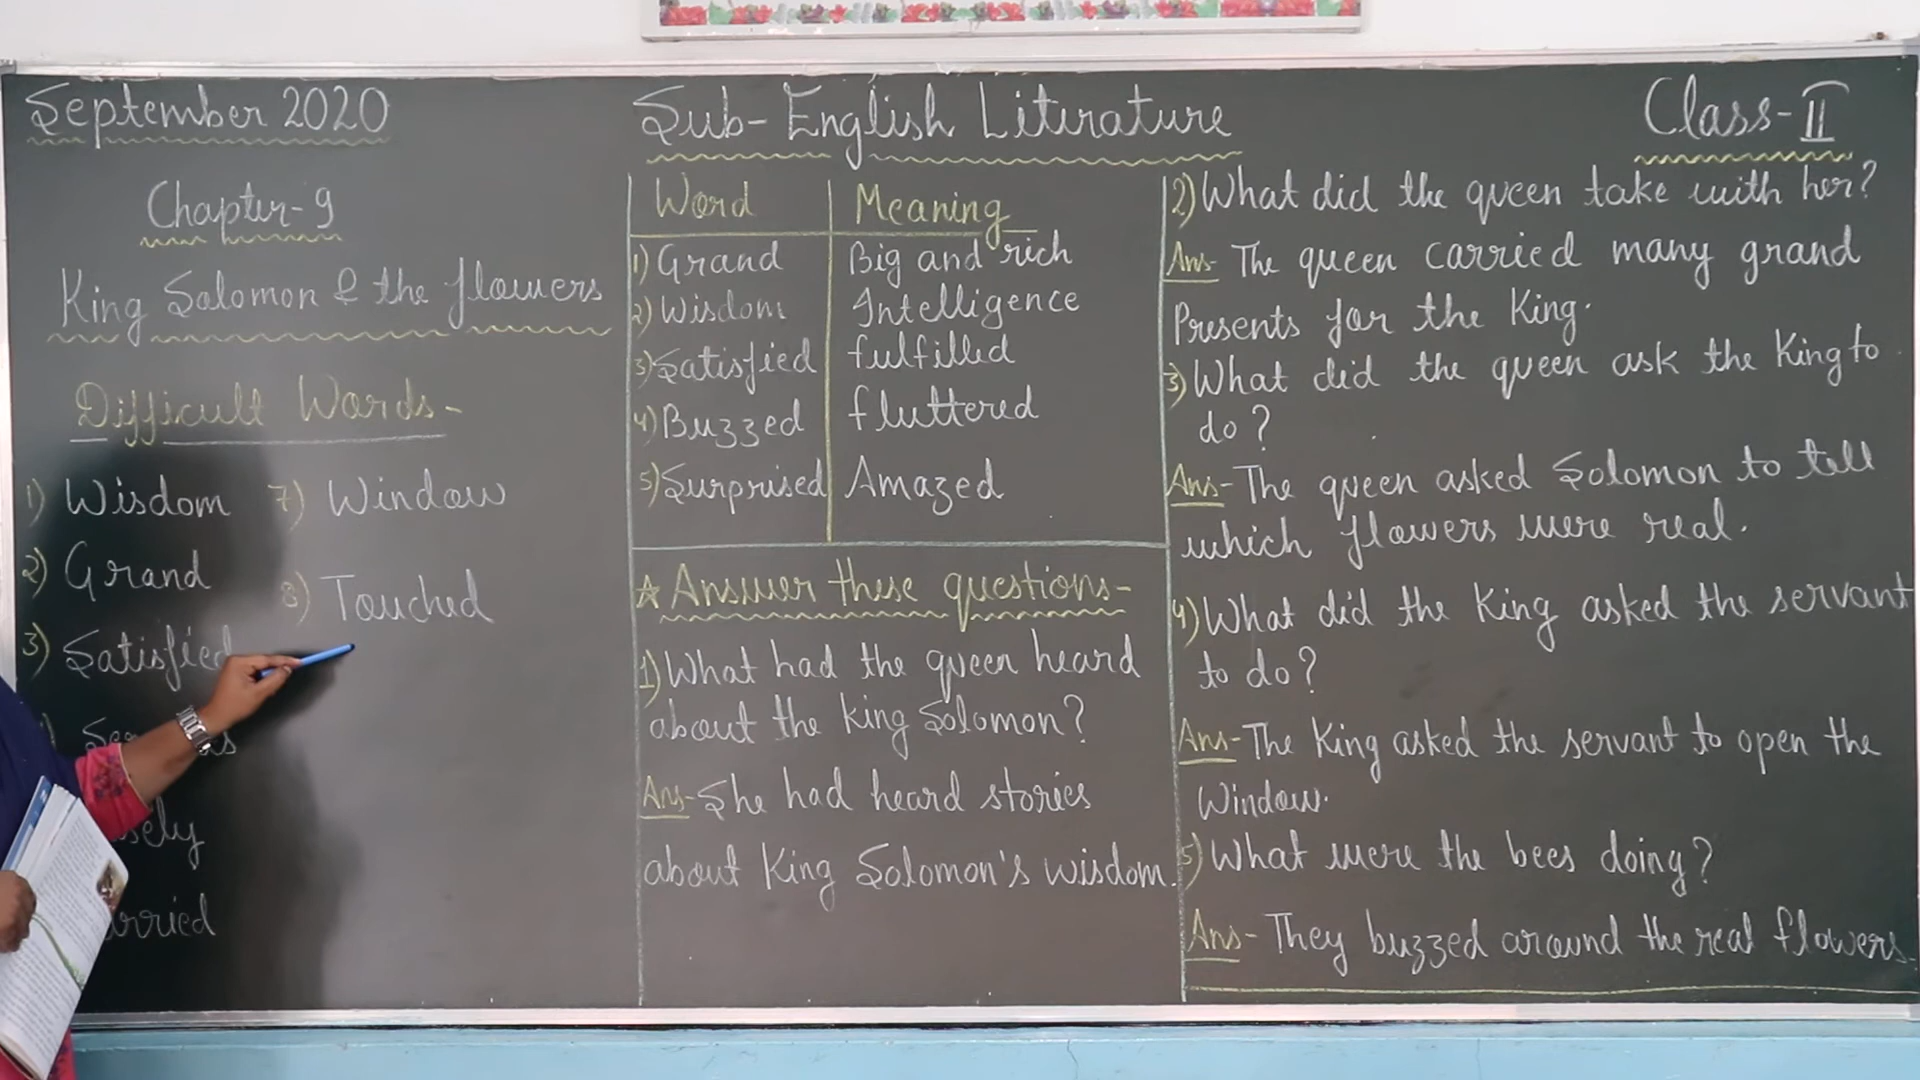 September 2020
Sub- English Literature
Class-II
Chapter-9
King Solomon & the flowers
Difficult Words-
1) Wisdom
2) Grand
3) Satisfied
7) Window
8) Touched
Word Meaning
1) Grand Big and rich
2) Wisdom Intelligence
3) Satisfied fulfilled
4) Buzzed fluttered
5) Surprised Amazed
☆ Answer these questions-
1) What had the queen heard
about the King Solomon?
Ans- She had heard stories
about King Solomon's wisdom.
2) What did the queen take with her?
Ans- The queen carried many grand
Presents for the King.
3) What did the queen ask the King to
do?
Ans- The queen asked Solomon to tell
which flowers were real.
4) What did the King asked the servant
to do?
Ans- The King asked the servant to open the
Window.
5) What were the bees doing?
Ans- They buzzed around the real flowers.